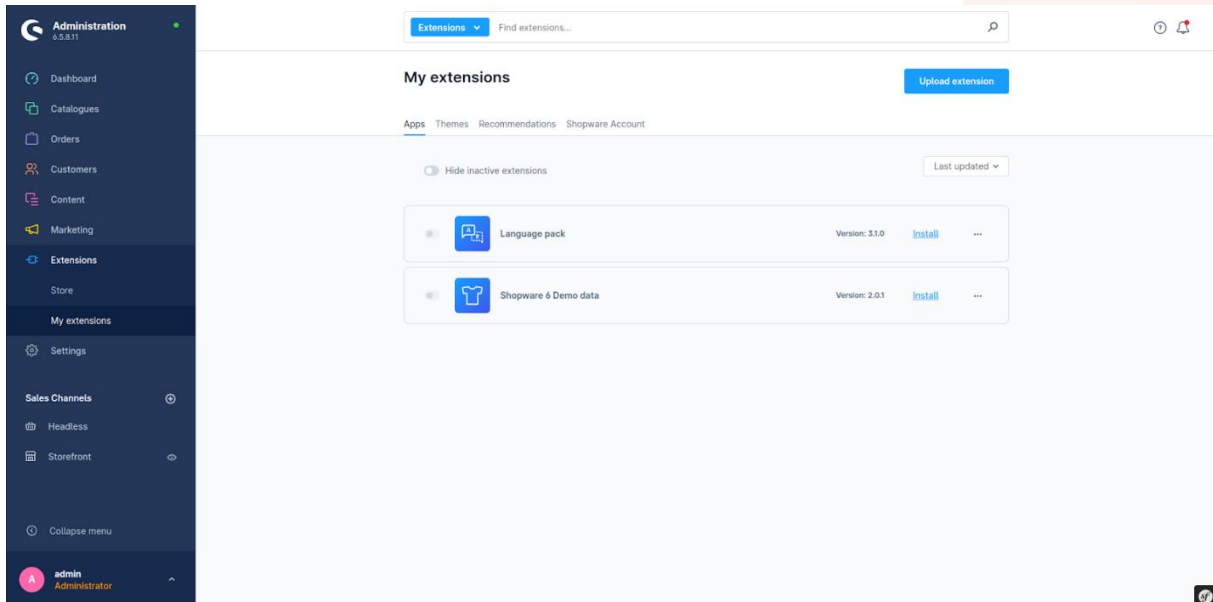 Administration
6.5.8.11
Dashboard
Catalogues
Orders
Customers
Content
Marketing
Extensions
Store
My extensions
Settings
Sales Channels
Headless
Storefront
Collapse menu
A
admin
Administrator
Extensions
Find extensions...
My extensions
Upload extension
Apps Themes Recommendations Shopware Account
Hide inactive extensions
Last updated
Language pack Version: 3.1.0 Install ...
Shopware 6 Demo data Version: 2.0.1 Install ...